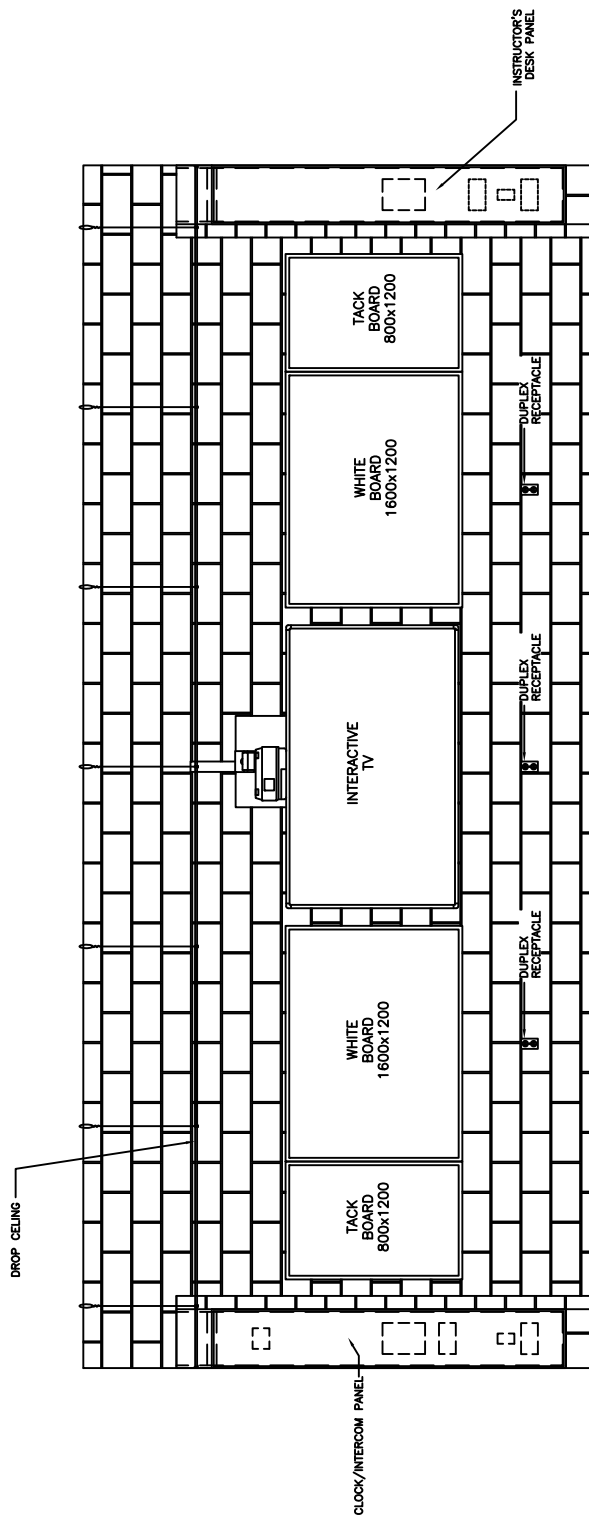 DROP CELING
CLOCK/INTERCOM PANEL
TACK
BOARD
800x1200
WHITE
BOARD
1600x1200
INTERACTIVE
TV
WHITE
BOARD
1600x1200
TACK
BOARD
800x1200
DUPLEX
RECEPTACLE
DUPLEX
RECEPTACLE
DUPLEX
RECEPTACLE
INSTRUCTOR'S
DESK PANEL